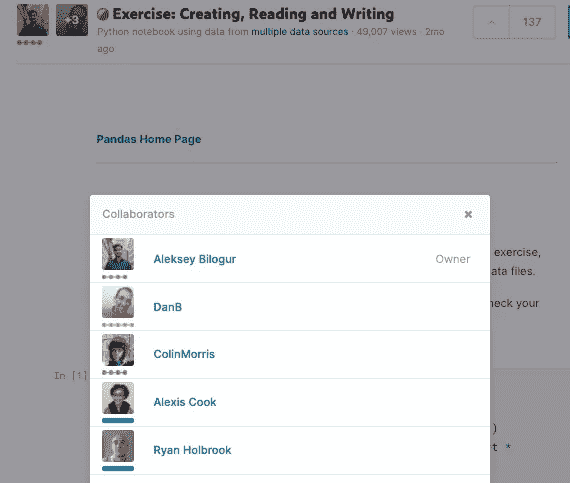 +3
Exercise: Creating, Reading and Writing
Python notebook using data from multiple data sources · 49,007 views · 2mo
ago
137
Pandas Home Page
Collaborators ×
Aleksey Bilogur Owner
DanB
ColinMorris
Alexis Cook
Ryan Holbrook
exercise,
ata files.
heck your
In [1]
)
t *